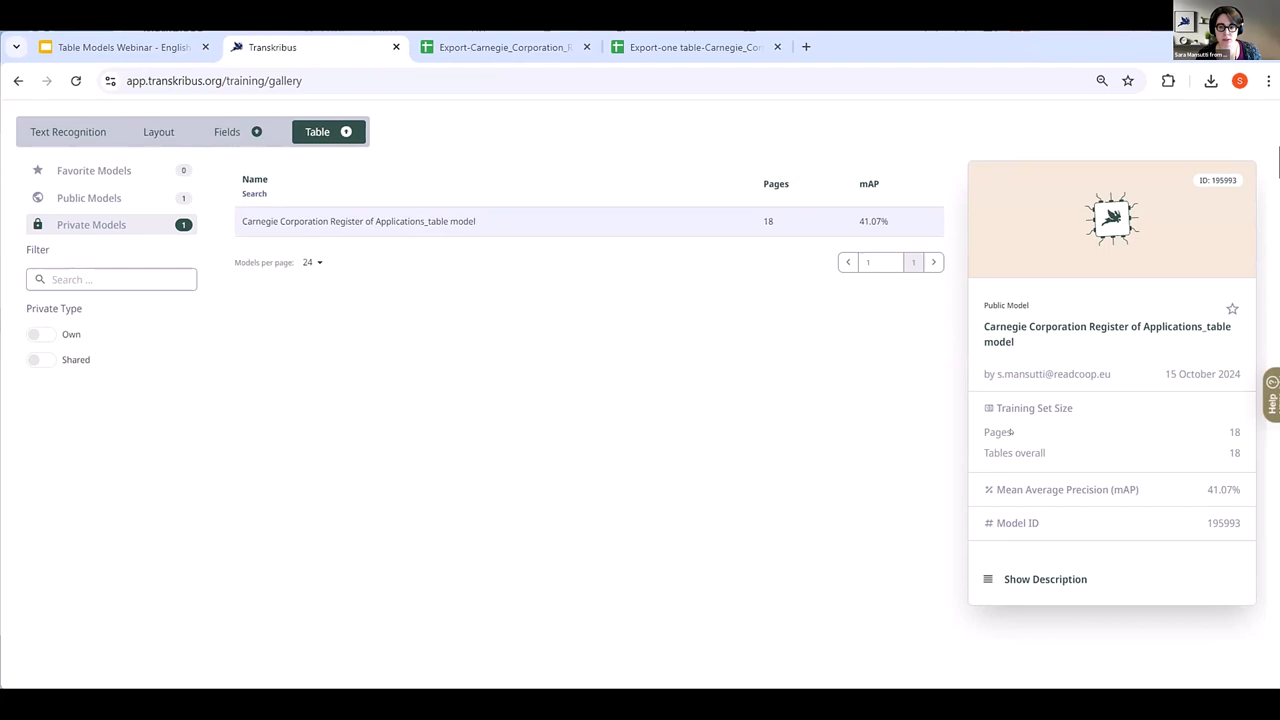 Table Models Webinar - English
Transkribus
Export-Carnegie_Corporation_R
Export-one table-Carnegie_Cor
Sara Mansutti from ...
app.transkribus.org/training/gallery
S
Text Recognition
Layout
Fields
Table
Favorite Models 0
Public Models 1
Private Models 1
Filter
Search ...
Private Type
Own
Shared
Name Pages mAP
Search
Carnegie Corporation Register of Applications_table model 18 41.07%
Models per page: 24
1 1
ID: 195993
Public Model
Carnegie Corporation Register of Applications_table
model
by s.mansutti@readcoop.eu 15 October 2024
Training Set Size
Pages 18
Tables overall 18
Mean Average Precision (mAP) 41.07%
# Model ID 195993
Show Description
Help